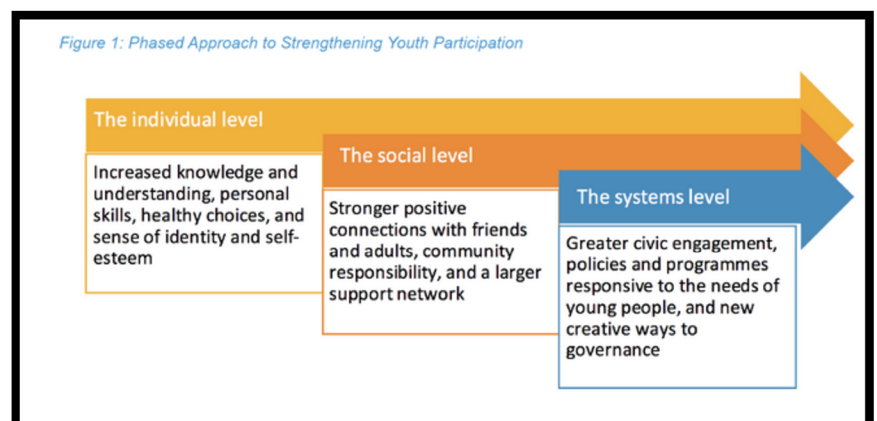 Figure 1: Phased Approach to Strengthening Youth Participation
The individual level
Increased knowledge and
understanding, personal
skills, healthy choices, and
sense of identity and self-
esteem
The social level
Stronger positive
connections with friends
and adults, community
responsibility, and a larger
support network
The systems level
Greater civic engagement,
policies and programmes
responsive to the needs of
young people, and new
creative ways to
governance